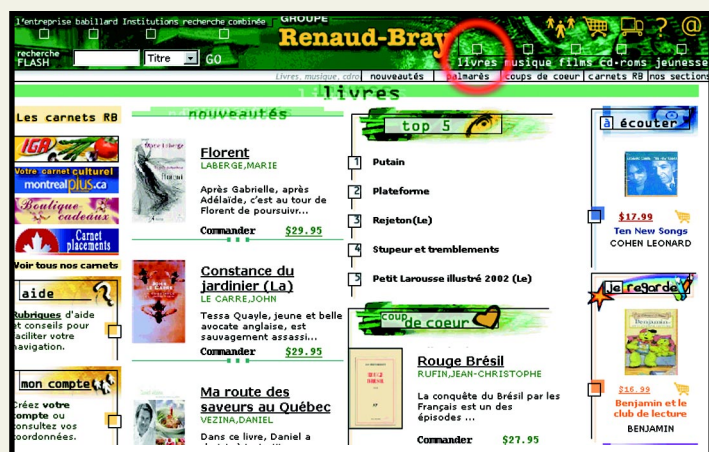 l'entreprise babillard Institutions recherche combinée
GROUPE
Renaud-Bray
recherche
FLASH
Titre
GO
livres musique films cd-roms jeunesse
Livres, musique, cdro
nouveautés
palmarès
coups de coeur
carnets RB
nos sections
livres
Les carnets RB
IGA
Votre carnet culturel
montrealplus.ca
Boutique
cadeaux
Carnet
placements
Voir tous nos carnets
aide
Rubriques d'aide
et conseils pour
faciliter votre
navigation.
mon compte
Créez votre
compte ou
consultez vos
coordonnées.
nouveautés
Florent
LABERGE,MARIE
Après Gabrielle, après
Adélaïde, c'est au tour de
Florent de poursuivr...
Commander $29.95
Constance du
jardinier (La)
LE CARRE,JOHN
Tessa Quayle, jeune et belle
avocate anglaise, est
sauvagement assassi...
Commander $29.95
Ma route des
saveurs au Québec
VEZINA,DANIEL
Dans ce livre, Daniel a
top 5
1 Putain
2 Plateforme
3 Rejeton(Le)
4 Stupeur et tremblements
5 Petit Larousse illustré 2002 (Le)
coup
de coeur
Rouge Brésil
RUFIN,JEAN-CHRISTOPHE
La conquête du Brésil par les
Français est un des
épisodes ...
Commander $27.95
à écouter
$17.99
Ten New Songs
COHEN LEONARD
je regarde
Benjamin
$16.99
Benjamin et le
club de lecture
BENJAMIN